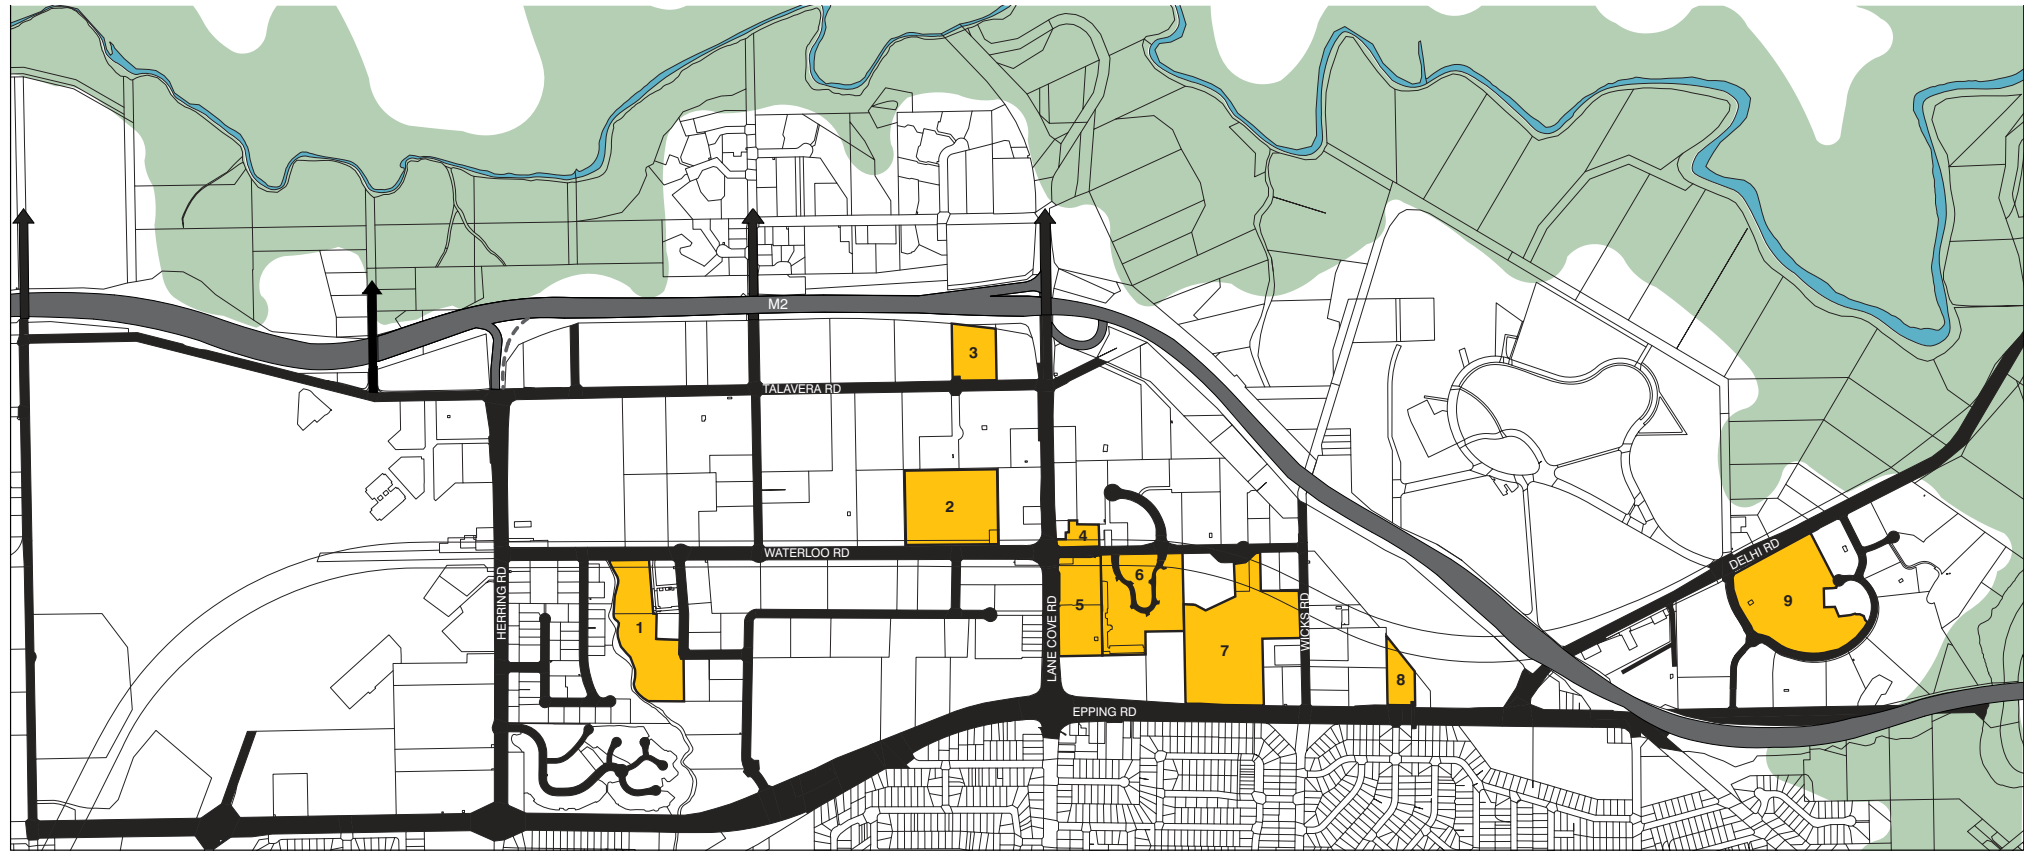 M2
3
TALAVERA RD
2
4
WATERLOO RD
DELHI RD
6
HERRING RD
5
LANE COVE RD
WICKS RD
9
1
7
8
EPPING RD